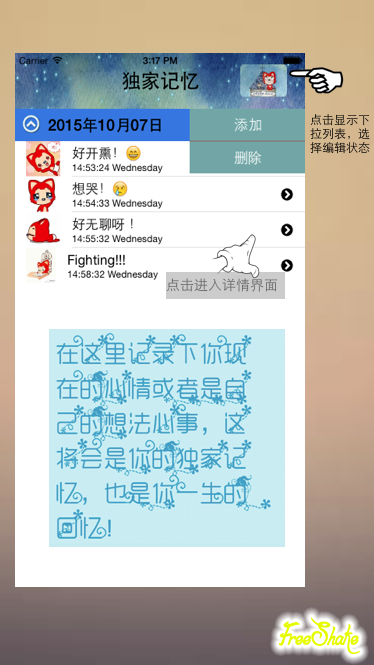 Carrier 3:17 PM
独家记忆
点击显示下
拉列表，选
择编辑状态
2015年10月07日
添加
删除
好开熏！😄
14:53:24 Wednesday
想哭！😢
14:54:33 Wednesday
好无聊呀！
14:55:32 Wednesday
Fighting!!!
14:58:32 Wednesday
点击进入详情界面
在这里记录下你现
在的心情或者是自
己的想法心事，这
将会是你的独家记
忆，也是你一生的
回忆!
FreeShake